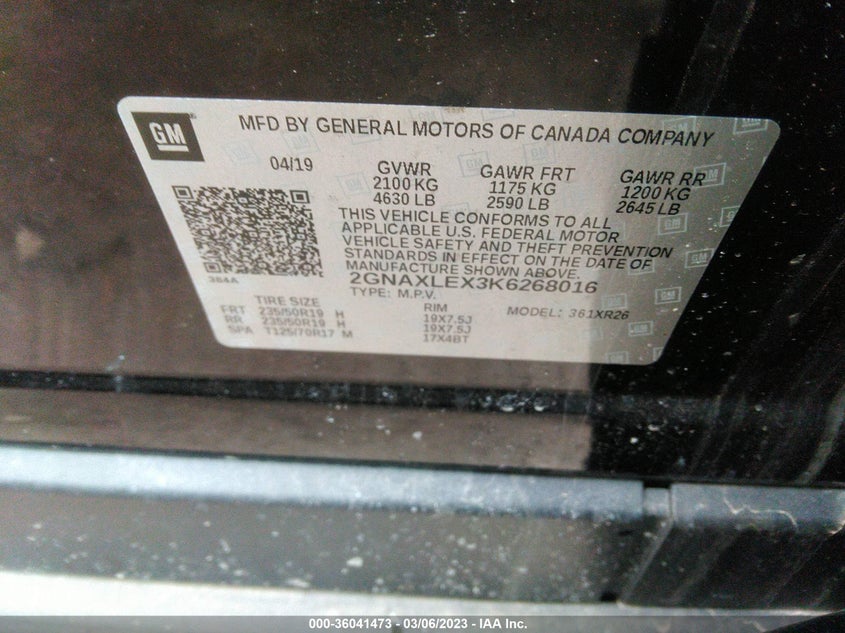 GM
MFD BY GENERAL MOTORS OF CANADA COMPANY
04/19 GVWR GAWR FRT GAWR RR
2100 KG 1175 KG 1200 KG
4630 LB 2590 LB 2645 LB
THIS VEHICLE CONFORMS TO ALL
APPLICABLE U.S. FEDERAL MOTOR
VEHICLE SAFETY AND THEFT PREVENTION
STANDARDS IN EFFECT ON THE DATE OF
MANUFACTURE SHOWN ABOVE.
384A
2GNAXLEX3K6268016
TYPE: M.P.V. MODEL: 361XR26
TIRE SIZE RIM
FRT 235/50R19 H 19X7.5J
RR 235/50R19 H 19X7.5J
SPA T125/70R17 M 17X4BT
000-36041473 - 03/06/2023 - IAA Inc.